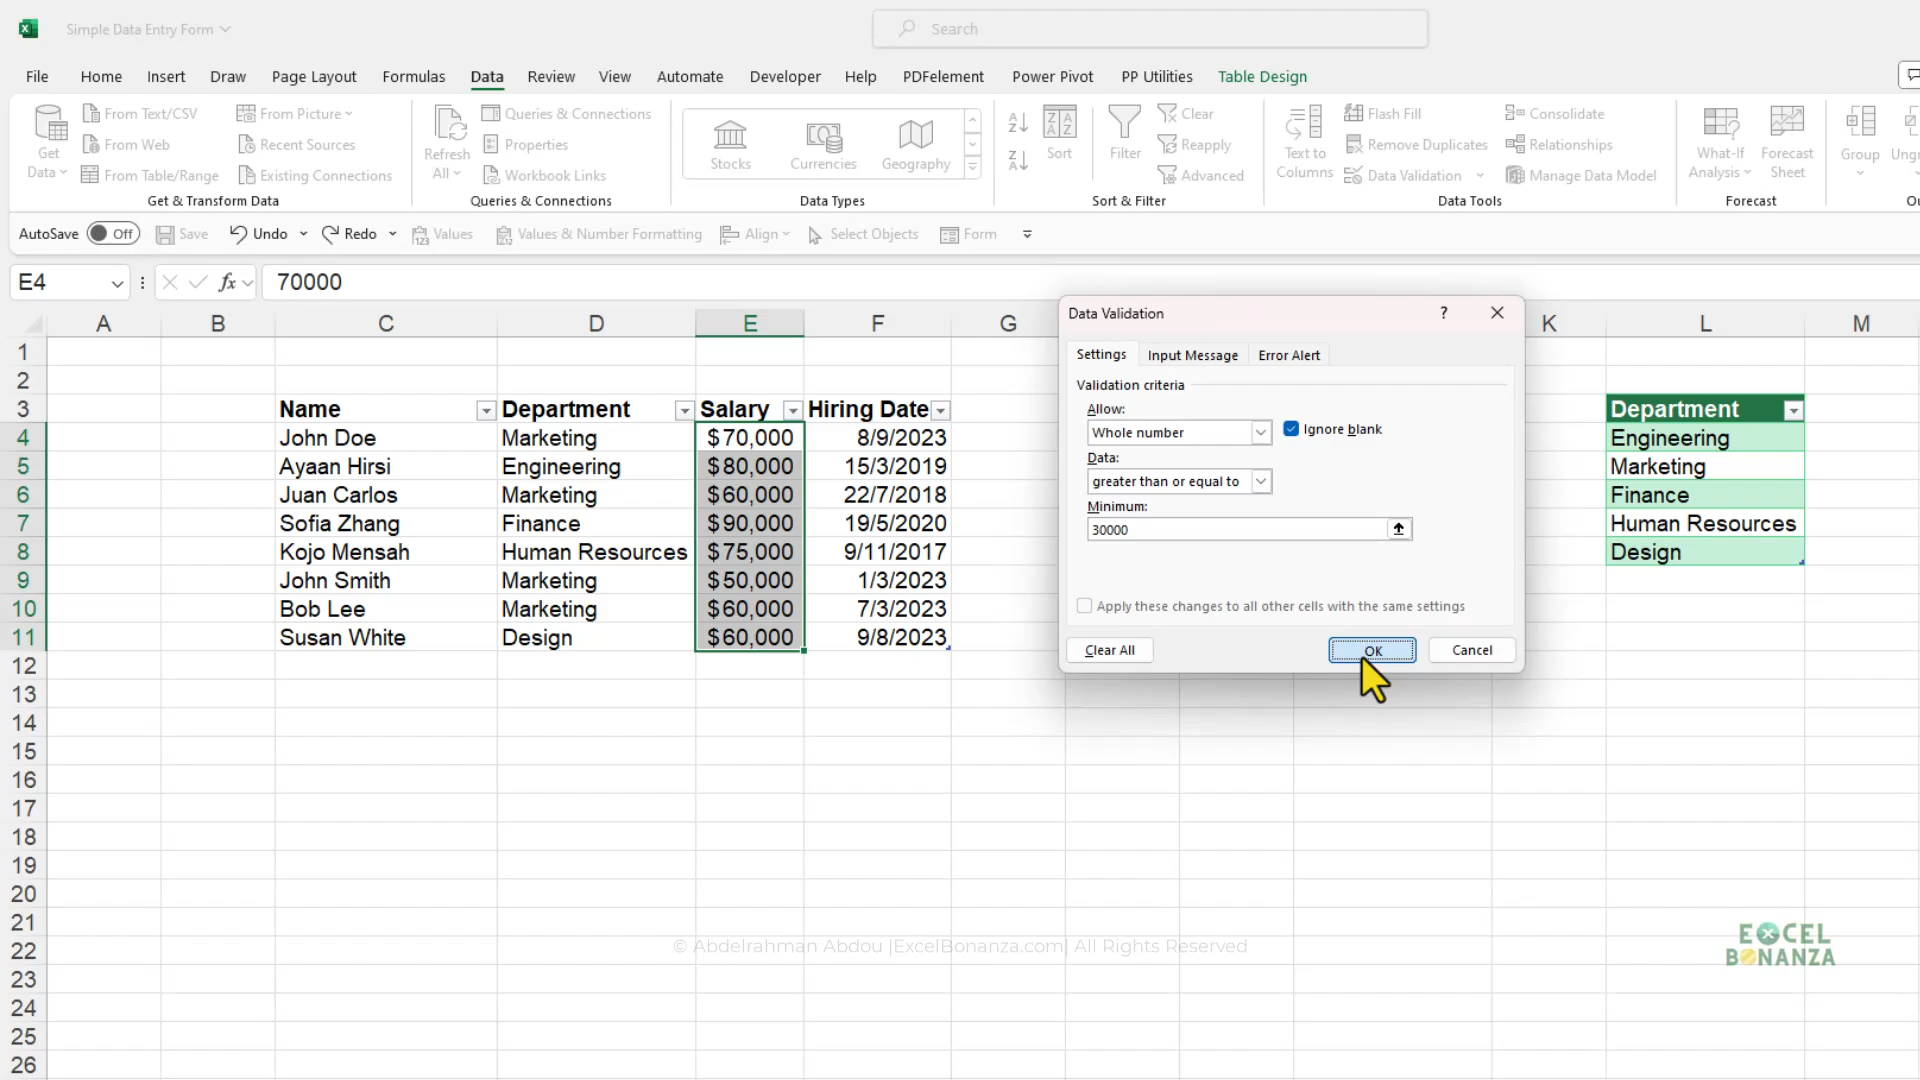 Simple Data Entry Form
Search
File Home Insert Draw Page Layout Formulas Data Review View Automate Developer Help PDFelement Power Pivot PP Utilities Table Design
Get Data
From Text/CSV
From Web
From Table/Range
From Picture
Recent Sources
Existing Connections
Get & Transform Data
Refresh All
Queries & Connections
Properties
Workbook Links
Queries & Connections
Stocks
Currencies
Geography
Data Types
Sort
Filter
Clear
Reapply
Advanced
Sort & Filter
Text to Columns
Flash Fill
Remove Duplicates
Data Validation
Consolidate
Relationships
Manage Data Model
Data Tools
What-If Analysis
Forecast Sheet
Forecast
Group
AutoSave Off Save Undo Redo Values Values & Number Formatting Align Select Objects Form
E4 fx 70000
A B C D E F G K L M
1
2
3 Name Department Salary Hiring Date Department
4 John Doe Marketing $70,000 8/9/2023 Engineering
5 Ayaan Hirsi Engineering $80,000 15/3/2019 Marketing
6 Juan Carlos Marketing $60,000 22/7/2018 Finance
7 Sofia Zhang Finance $90,000 19/5/2020 Human Resources
8 Kojo Mensah Human Resources $75,000 9/11/2017 Design
9 John Smith Marketing $50,000 1/3/2023
10 Bob Lee Marketing $60,000 7/3/2023
11 Susan White Design $60,000 9/8/2023
12
13
14
15
16
17
18
19
20
21
22
23
24
25
26
Data Validation ?
Settings Input Message Error Alert
Validation criteria
Allow:
Whole number Ignore blank
Data:
greater than or equal to
Minimum:
30000
Apply these changes to all other cells with the same settings
Clear All OK Cancel
© Abdelrahman Abdou |ExcelBonanza.com| All Rights Reserved
EXCEL
BONANZA